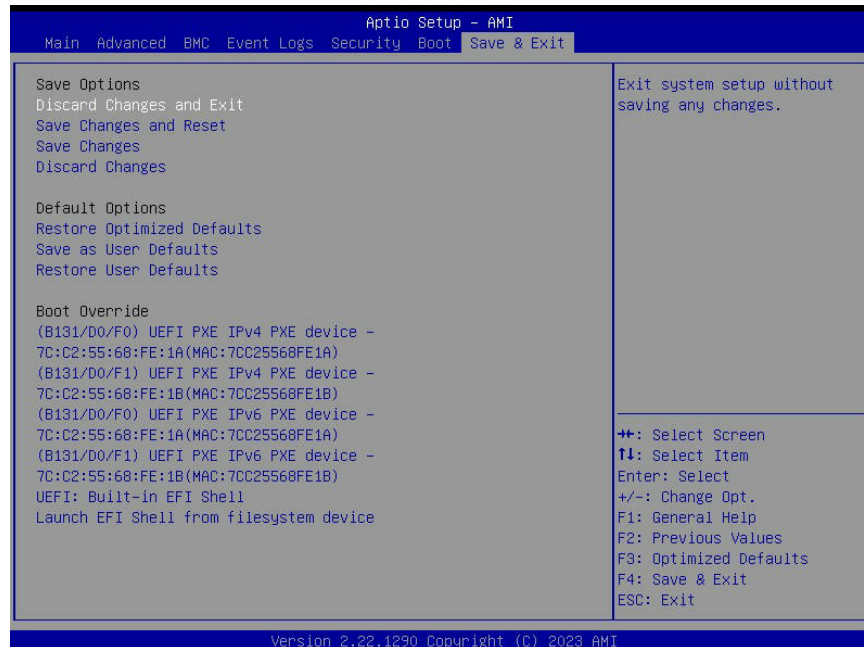 Aptio Setup - AMI
Main Advanced BMC Event Logs Security Boot Save & Exit
Save Options
Discard Changes and Exit
Save Changes and Reset
Save Changes
Discard Changes
Default Options
Restore Optimized Defaults
Save as User Defaults
Restore User Defaults
Boot Override
(B131/D0/F0) UEFI PXE IPv4 PXE device -
7C:C2:55:68:FE:1A(MAC:7CC25568FE1A)
(B131/D0/F1) UEFI PXE IPv4 PXE device -
7C:C2:55:68:FE:1B(MAC:7CC25568FE1B)
(B131/D0/F0) UEFI PXE IPv6 PXE device -
7C:C2:55:68:FE:1A(MAC:7CC25568FE1A)
(B131/D0/F1) UEFI PXE IPv6 PXE device -
7C:C2:55:68:FE:1B(MAC:7CC25568FE1B)
UEFI: Built-in EFI Shell
Launch EFI Shell from filesystem device
Exit system setup without
saving any changes.
→←: Select Screen
↑↓: Select Item
Enter: Select
+/-: Change Opt.
F1: General Help
F2: Previous Values
F3: Optimized Defaults
F4: Save & Exit
ESC: Exit
Version 2.22.1290 Copyright (C) 2023 AMI